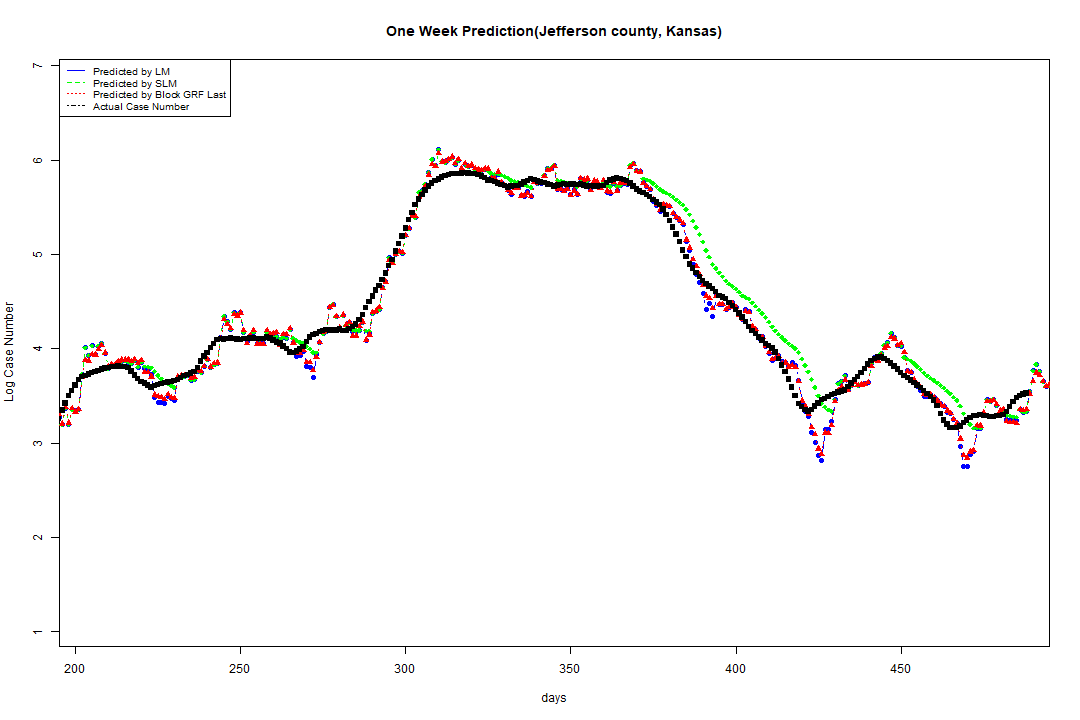 One Week Prediction(Jefferson county, Kansas)
Predicted by LM
Predicted by SLM
Predicted by Block GRF Last
Actual Case Number
7
6
5
4
3
2
1
Log Case Number
200 250 300 350 400 450
days